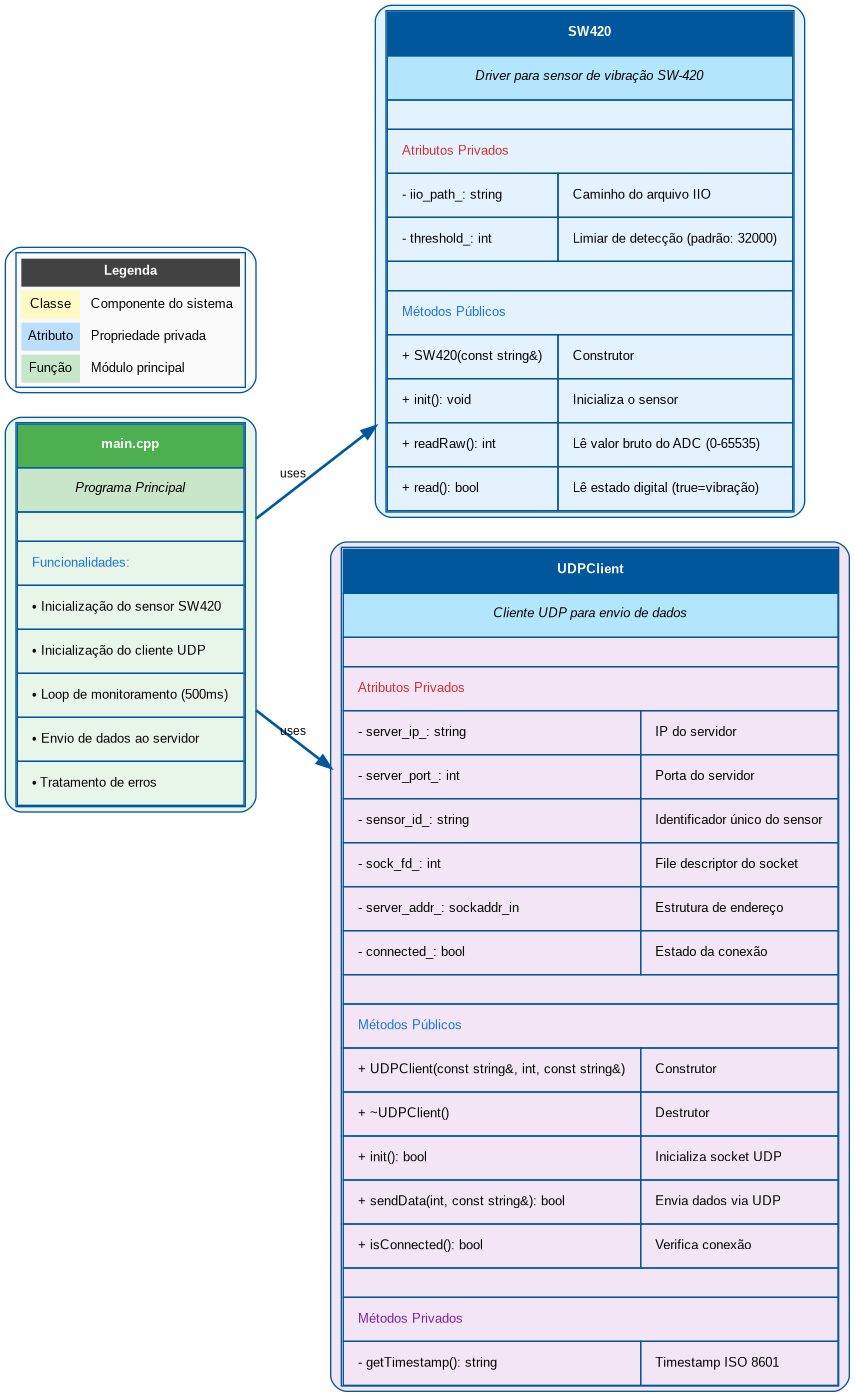 SW420
Driver para sensor de vibração SW-420
Atributos Privados
- iio_path_: string Caminho do arquivo IIO
- threshold_: int Limiar de detecção (padrão: 32000)
Métodos Públicos
+ SW420(const string&) Construtor
+ init(): void Inicializa o sensor
+ readRaw(): int Lê valor bruto do ADC (0-65535)
+ read(): bool Lê estado digital (true=vibração)
Legenda
Classe Componente do sistema
Atributo Propriedade privada
Função Módulo principal
main.cpp
Programa Principal
Funcionalidades:
• Inicialização do sensor SW420
• Inicialização do cliente UDP
• Loop de monitoramento (500ms)
• Envio de dados ao servidor
• Tratamento de erros
uses
uses
UDPClient
Cliente UDP para envio de dados
Atributos Privados
- server_ip_: string IP do servidor
- server_port_: int Porta do servidor
- sensor_id_: string Identificador único do sensor
- sock_fd_: int File descriptor do socket
- server_addr_: sockaddr_in Estrutura de endereço
- connected_: bool Estado da conexão
Métodos Públicos
+ UDPClient(const string&, int, const string&) Construtor
+ ~UDPClient() Destrutor
+ init(): bool Inicializa socket UDP
+ sendData(int, const string&): bool Envia dados via UDP
+ isConnected(): bool Verifica conexão
Métodos Privados
- getTimestamp(): string Timestamp ISO 8601